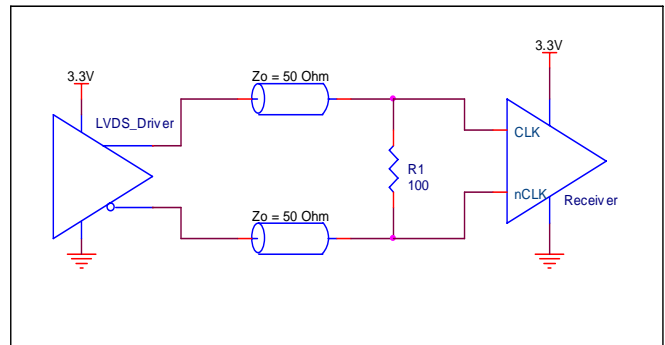 Zo = 50 Ohm
3.3V
3.3V
LVDS_Driver
CLK
R1
100
nCLK
Receiver
Zo = 50 Ohm